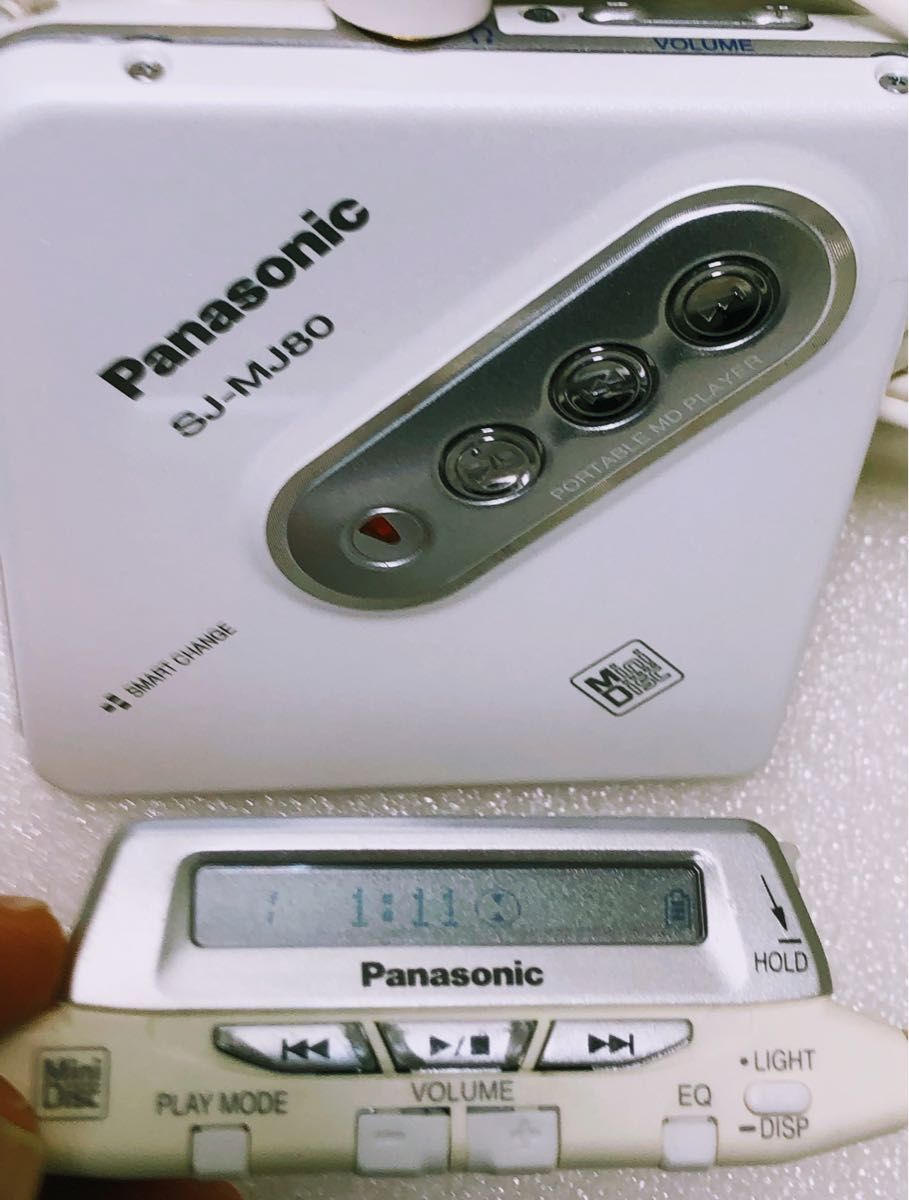 VOLUME
Panasonic
SJ-MJ80
PORTABLE MD PLAYER
SMART CHANGE
Mini
Disc
1:11
Panasonic
HOLD
Mini
Disc
PLAY MODE
VOLUME
EQ
• LIGHT
– DISP